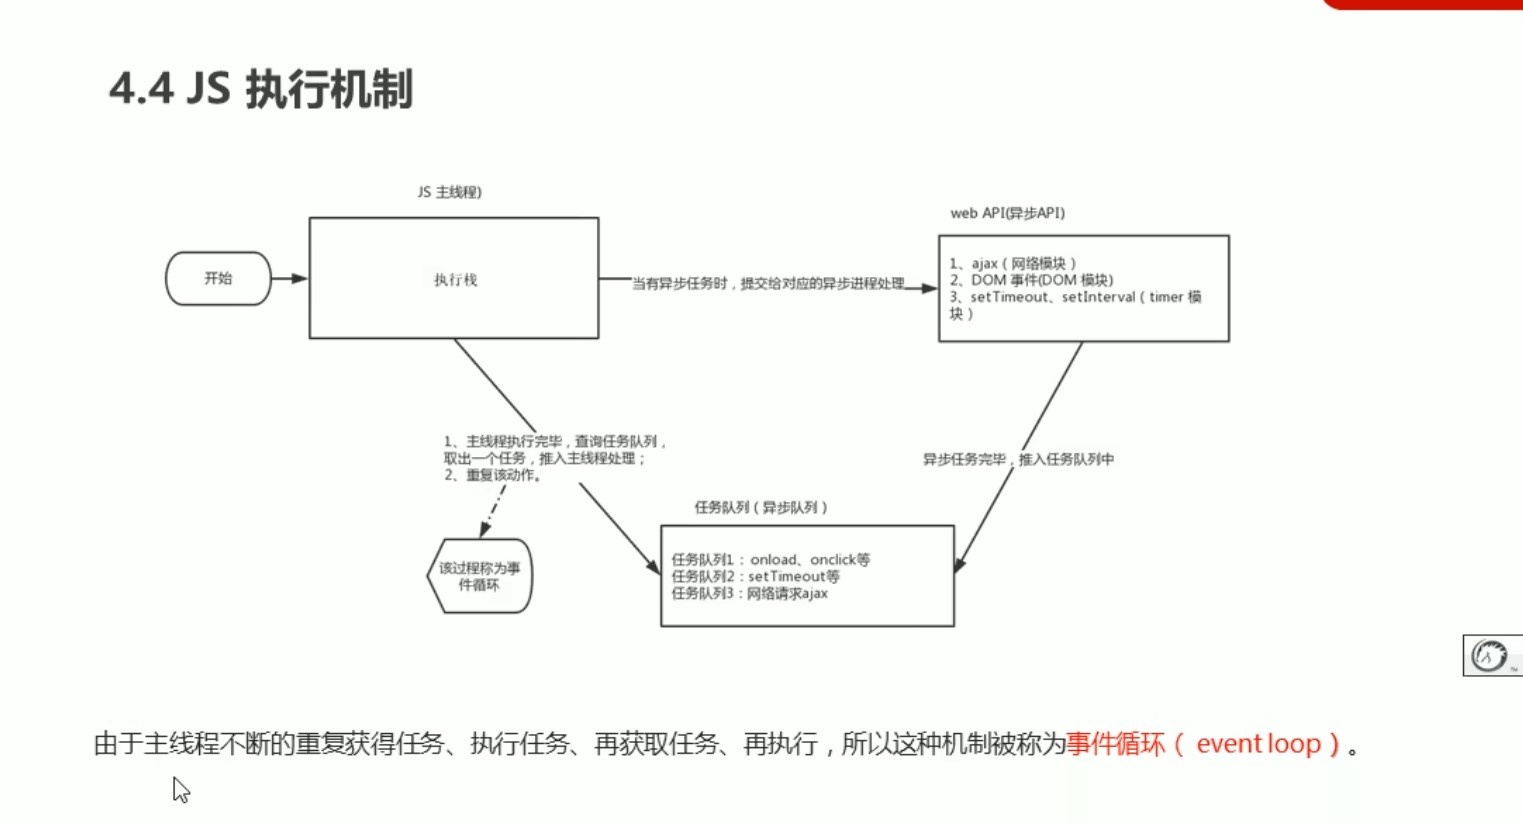 4.4 JS 执行机制
JS 主线程)
web API(异步API)
开始
执行栈
当有异步任务时，提交给对应的异步进程处理
1、ajax（网络模块）
2、DOM 事件(DOM 模块)
3、setTimeout、setInterval（timer 模
块）
1、主线程执行完毕，查询任务队列，
取出一个任务，推入主线程处理；
2、重复该动作。
异步任务完毕，推入任务队列中
任务队列（异步队列）
该过程称为事
件循环
任务队列1：onload、onclick等
任务队列2：setTimeout等
任务队列3：网络请求ajax
由于主线程不断的重复获得任务、执行任务、再获取任务、再执行，所以这种机制被称为事件循环（ event loop）。